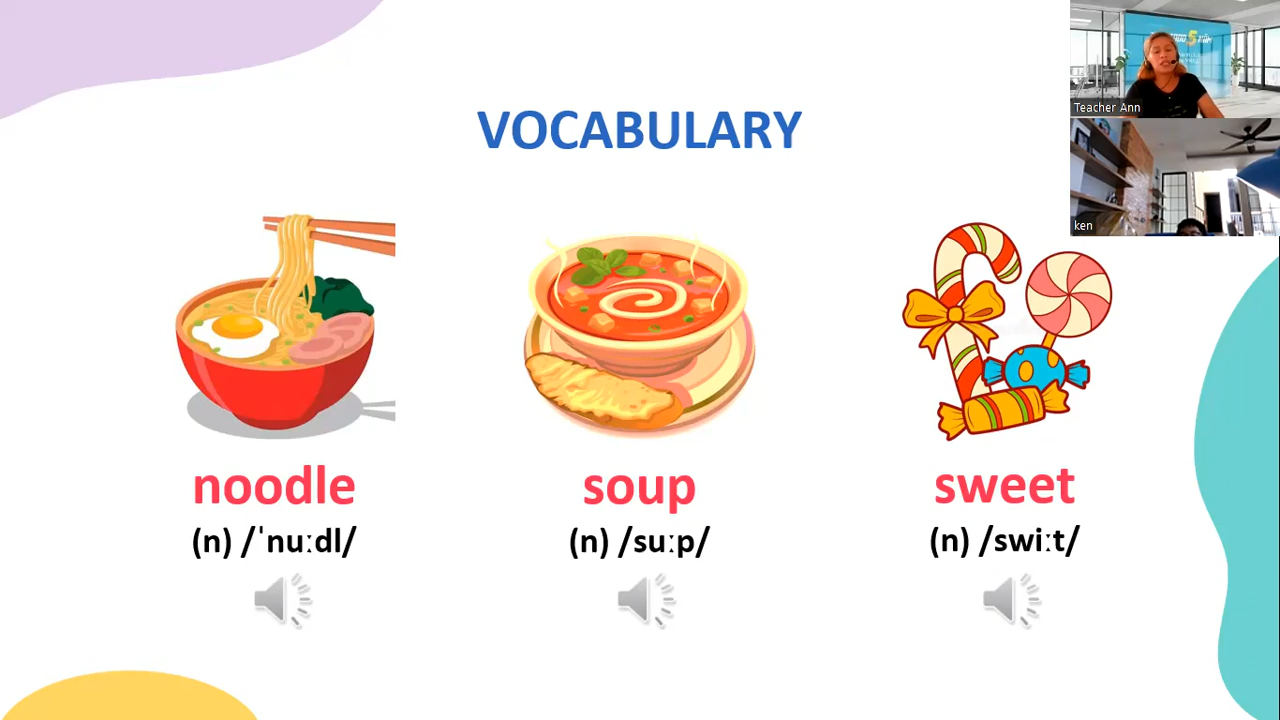 VOCABULARY
Teacher Ann
ken
noodle
(n) /ˈnuːdl/
soup
(n) /suːp/
sweet
(n) /swiːt/